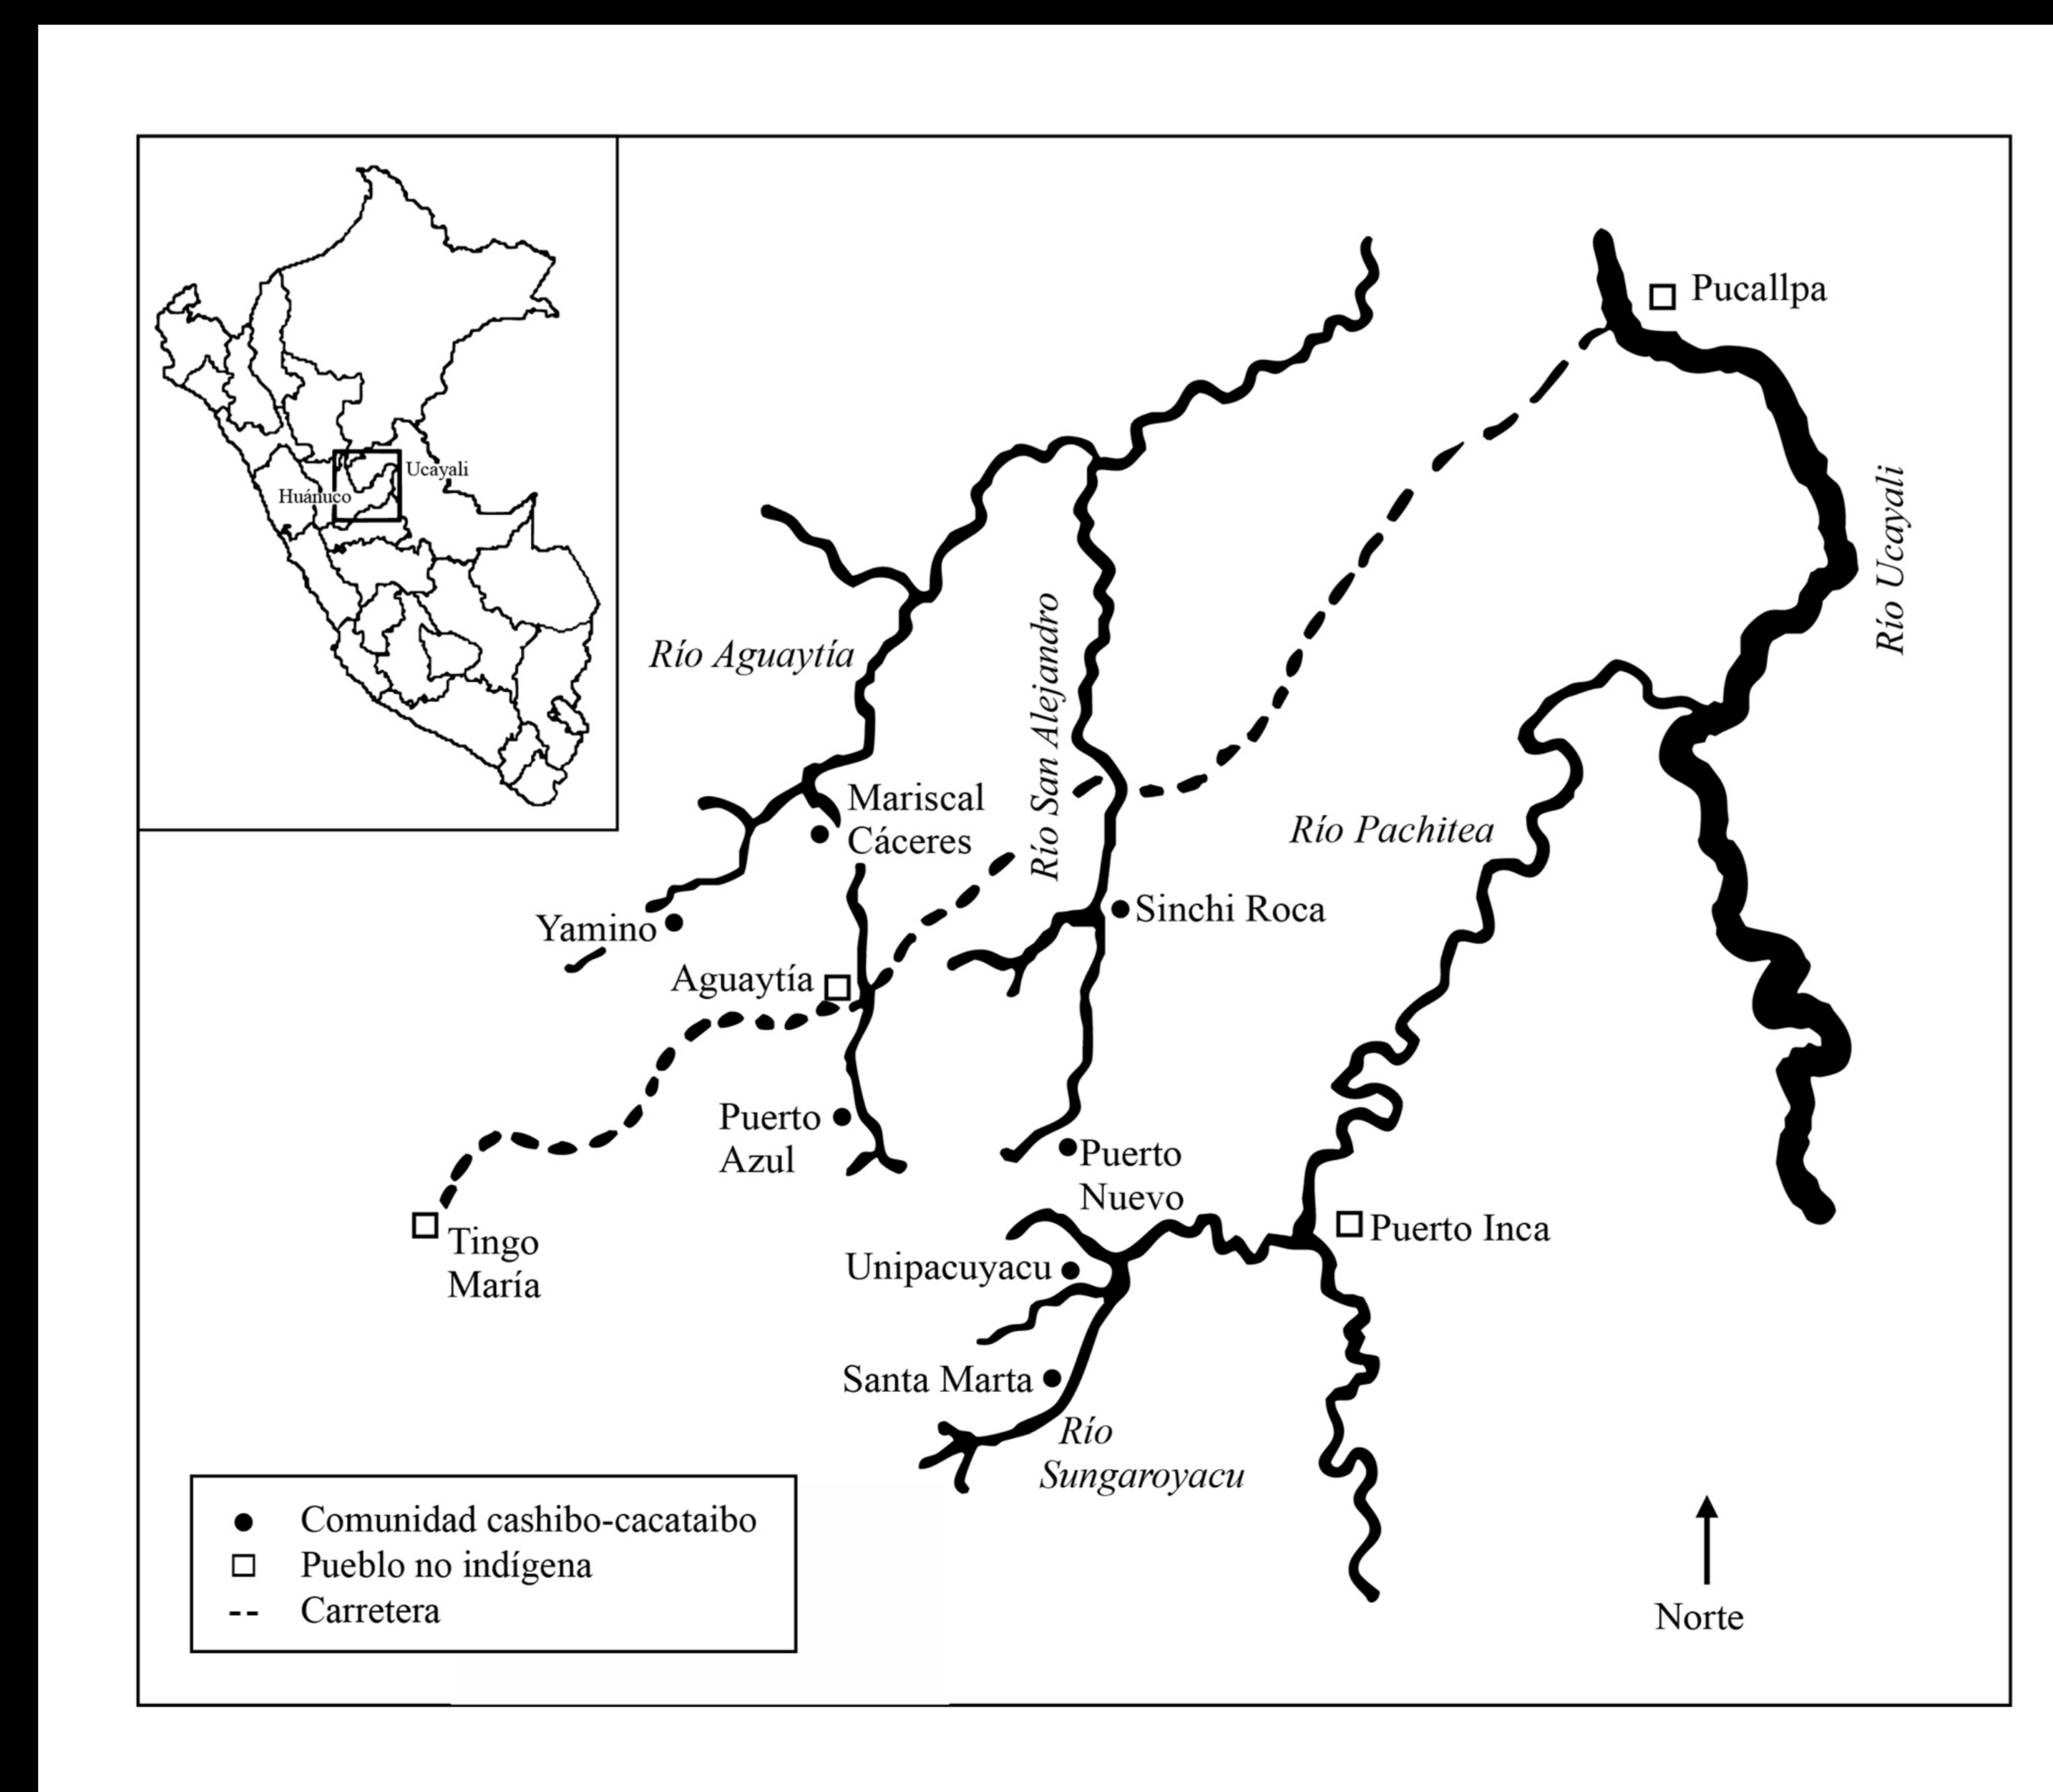 Ucayali
Huánuco
Pucallpa
Río Ucayali
Río Aguaytía
Río San Alejandro
Mariscal
Cáceres
Río Pachitea
Yamino
Sinchi Roca
Aguaytía
Puerto
Azul
Puerto
Nuevo
Tingo
María
Puerto Inca
Unipacuyacu
Santa Marta
Río
Sungaroyacu
Comunidad cashibo-cacataibo
Pueblo no indígena
Carretera
Norte